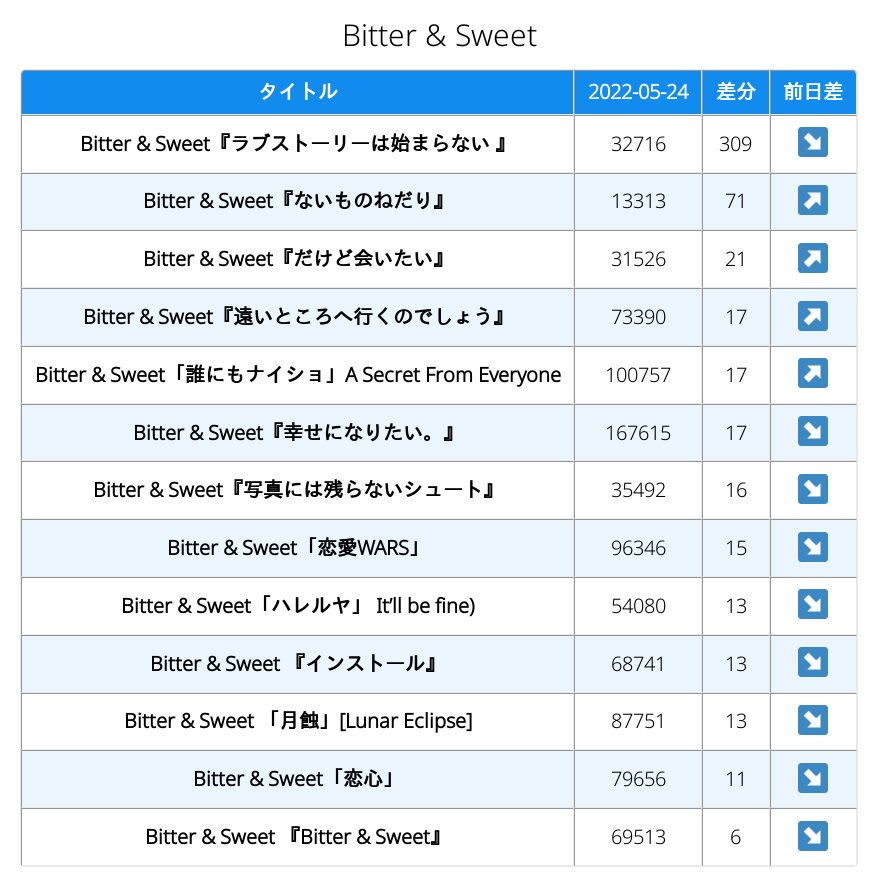 Bitter & Sweet
タイトル 2022-05-24 差分 前日差
Bitter & Sweet『ラブストーリーは始まらない 』 32716 309 ↘
Bitter & Sweet『ないものねだり』 13313 71 ↗
Bitter & Sweet『だけど会いたい』 31526 21 ↗
Bitter & Sweet『遠いところへ行くのでしょう』 73390 17 ↗
Bitter & Sweet「誰にもナイショ」A Secret From Everyone 100757 17 ↗
Bitter & Sweet『幸せになりたい。』 167615 17 ↘
Bitter & Sweet『写真には残らないシュート』 35492 16 ↘
Bitter & Sweet「恋愛WARS」 96346 15 ↘
Bitter & Sweet「ハレルヤ」 It'll be fine) 54080 13 ↘
Bitter & Sweet 『インストール』 68741 13 ↘
Bitter & Sweet 「月蝕」[Lunar Eclipse] 87751 13 ↘
Bitter & Sweet「恋心」 79656 11 ↘
Bitter & Sweet 『Bitter & Sweet』 69513 6 ↘